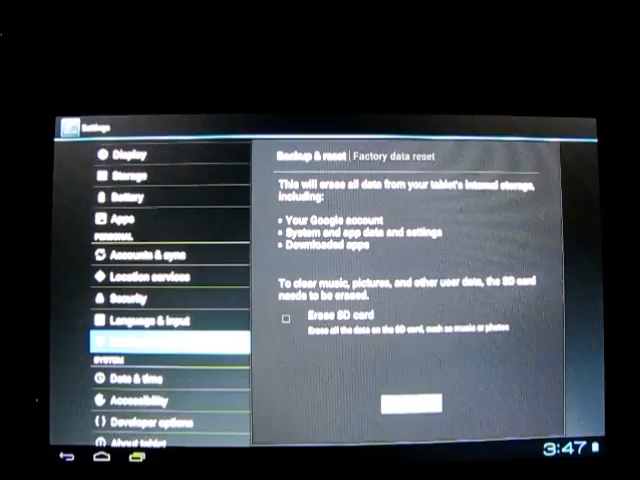 Settings
Display
Storage
Battery
Apps
PERSONAL
Accounts & sync
Location services
Security
Language & input
SYSTEM
Date & time
Accessibility
{ } Developer options
About tablet
Backup & reset | Factory data reset
This will erase all data from your tablet's internal storage,
including:
• Your Google account
• System and app data and settings
• Downloaded apps
To clear music, pictures, and other user data, the SD card
needs to be erased.
Erase SD card
Erase all the data on the SD card, such as music or photos
3:47